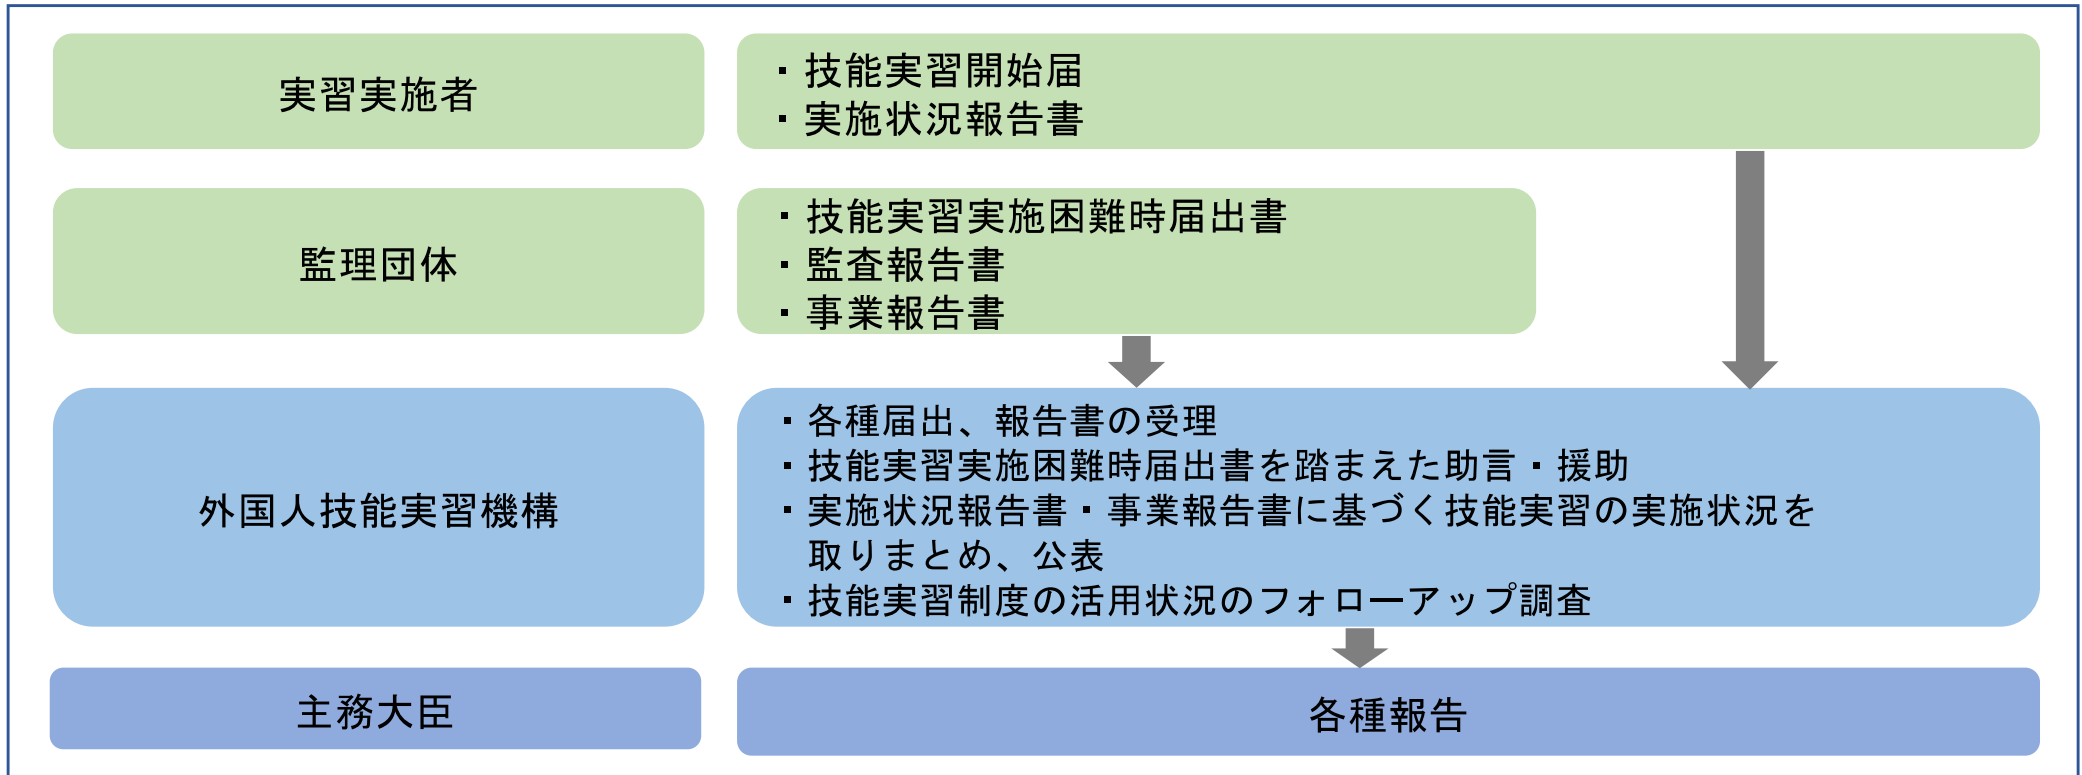 実習実施者
・技能実習開始届
・実施状況報告書
監理団体
・技能実習実施困難時届出書
・監査報告書
・事業報告書
外国人技能実習機構
・各種届出、報告書の受理
・技能実習実施困難時届出書を踏まえた助言・援助
・実施状況報告書・事業報告書に基づく技能実習の実施状況を
取りまとめ、公表
・技能実習制度の活用状況のフォローアップ調査
主務大臣
各種報告